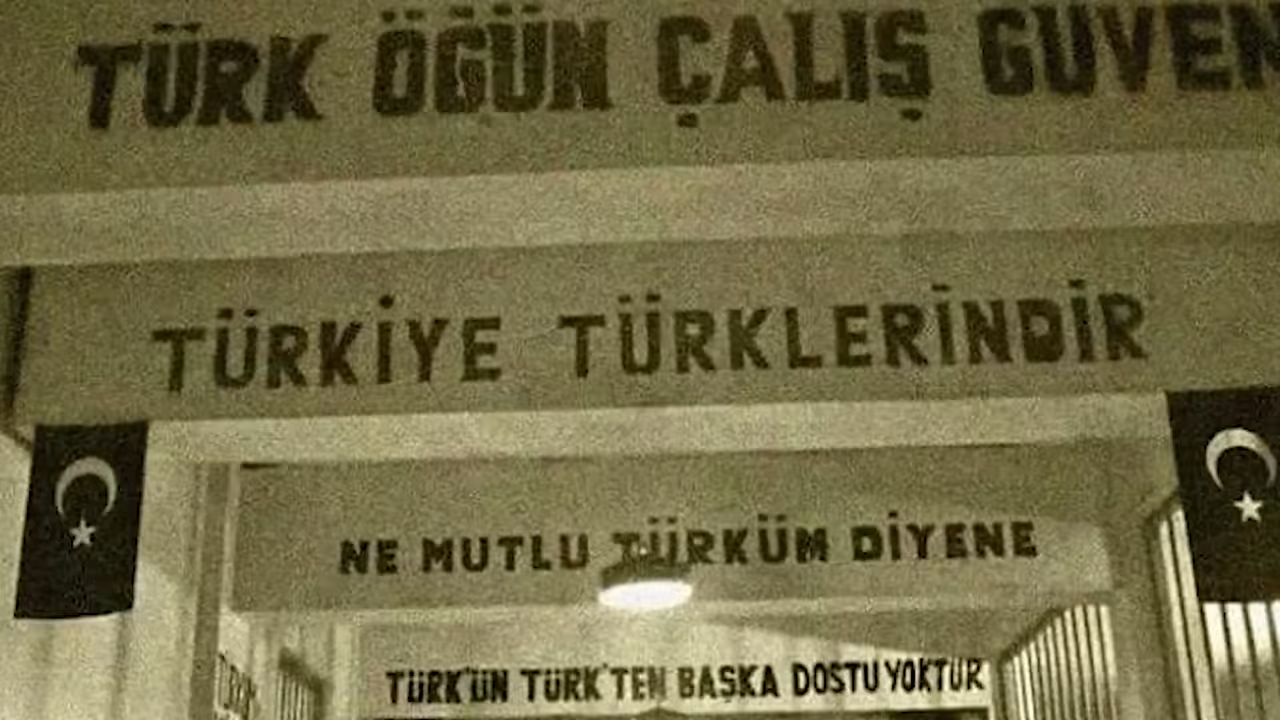 TÜRK ÖĞÜN ÇALIŞ GÜVEN
TÜRKİYE TÜRKLERİNDİR
NE MUTLU TÜRKÜM DİYENE
TÜRK'ÜN TÜRK'TEN BAŞKA DOSTU YOKTUR